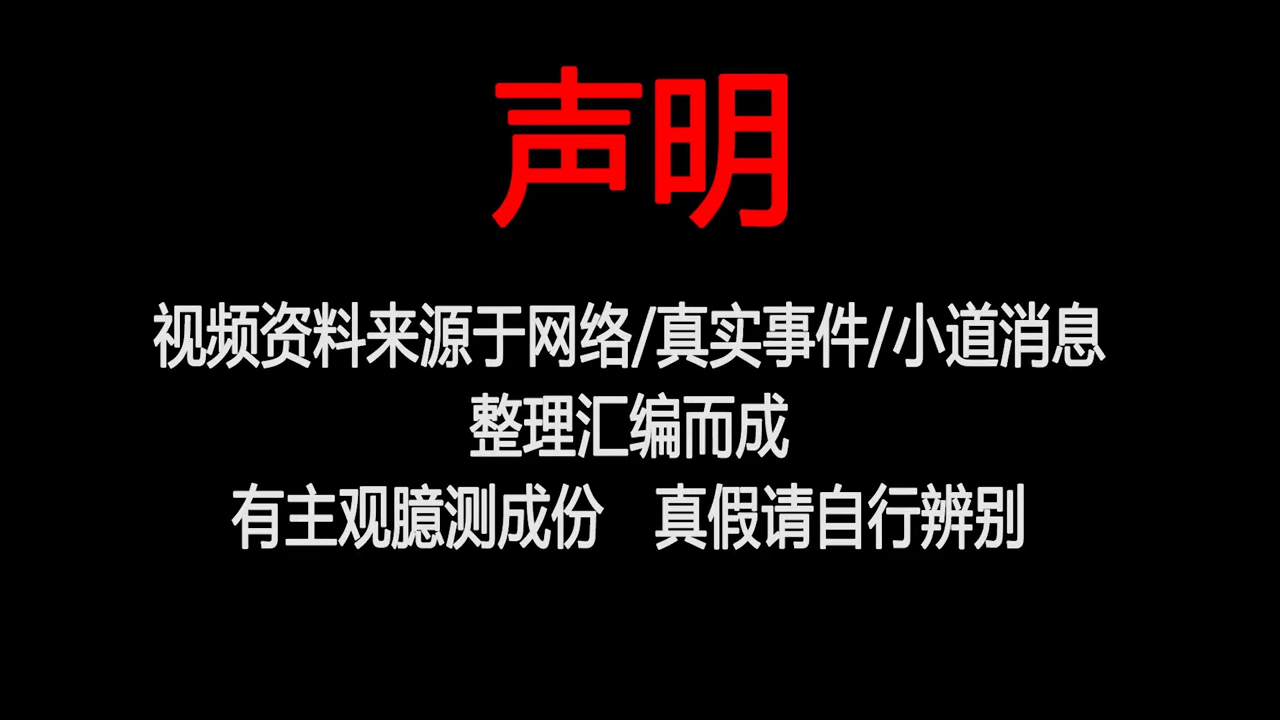 声明
视频资料来源于网络/真实事件/小道消息
整理汇编而成
有主观臆测成份　真假请自行辨别